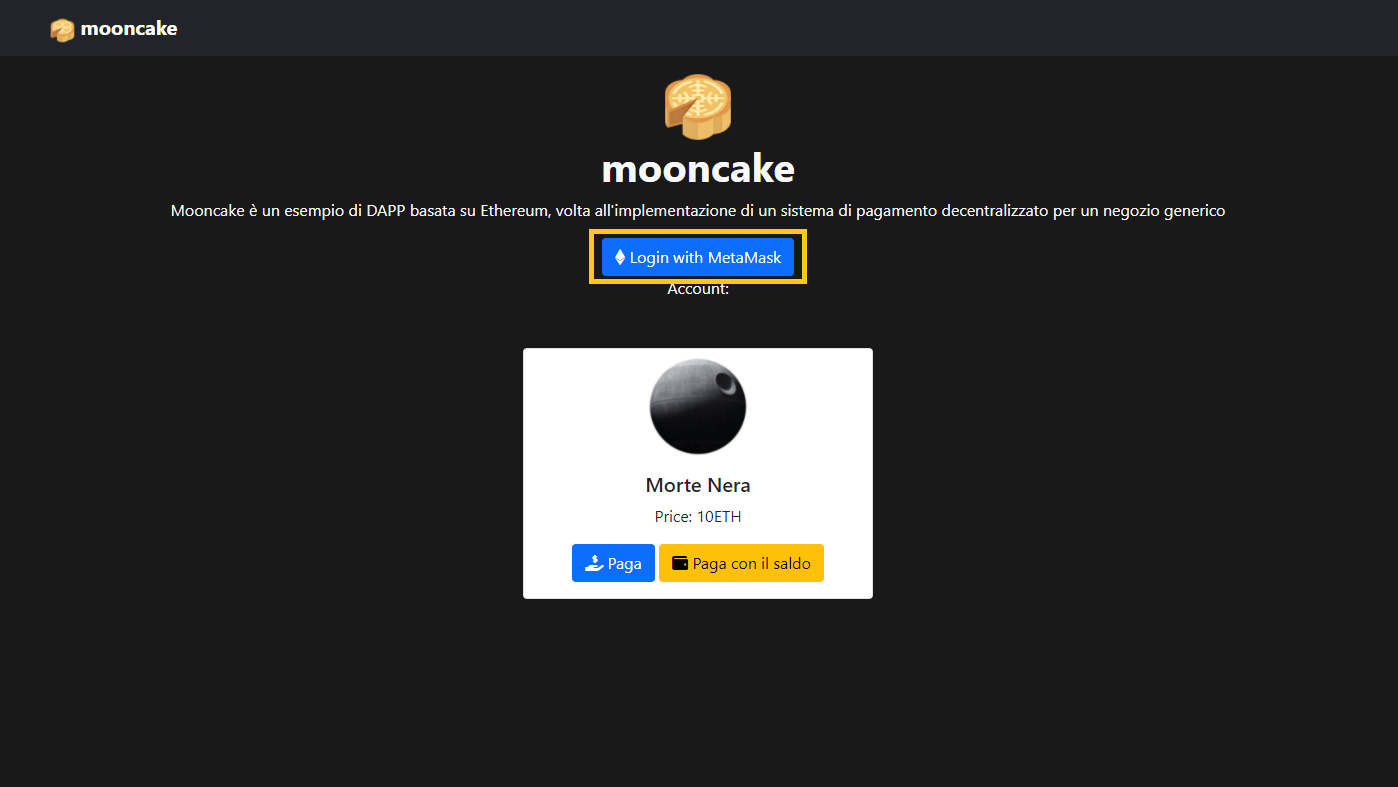 mooncake
mooncake
Mooncake è un esempio di DAPP basata su Ethereum, volta all'implementazione di un sistema di pagamento decentralizzato per un negozio generico
Login with MetaMask
Account:
Morte Nera
Price: 10ETH
Paga Paga con il saldo